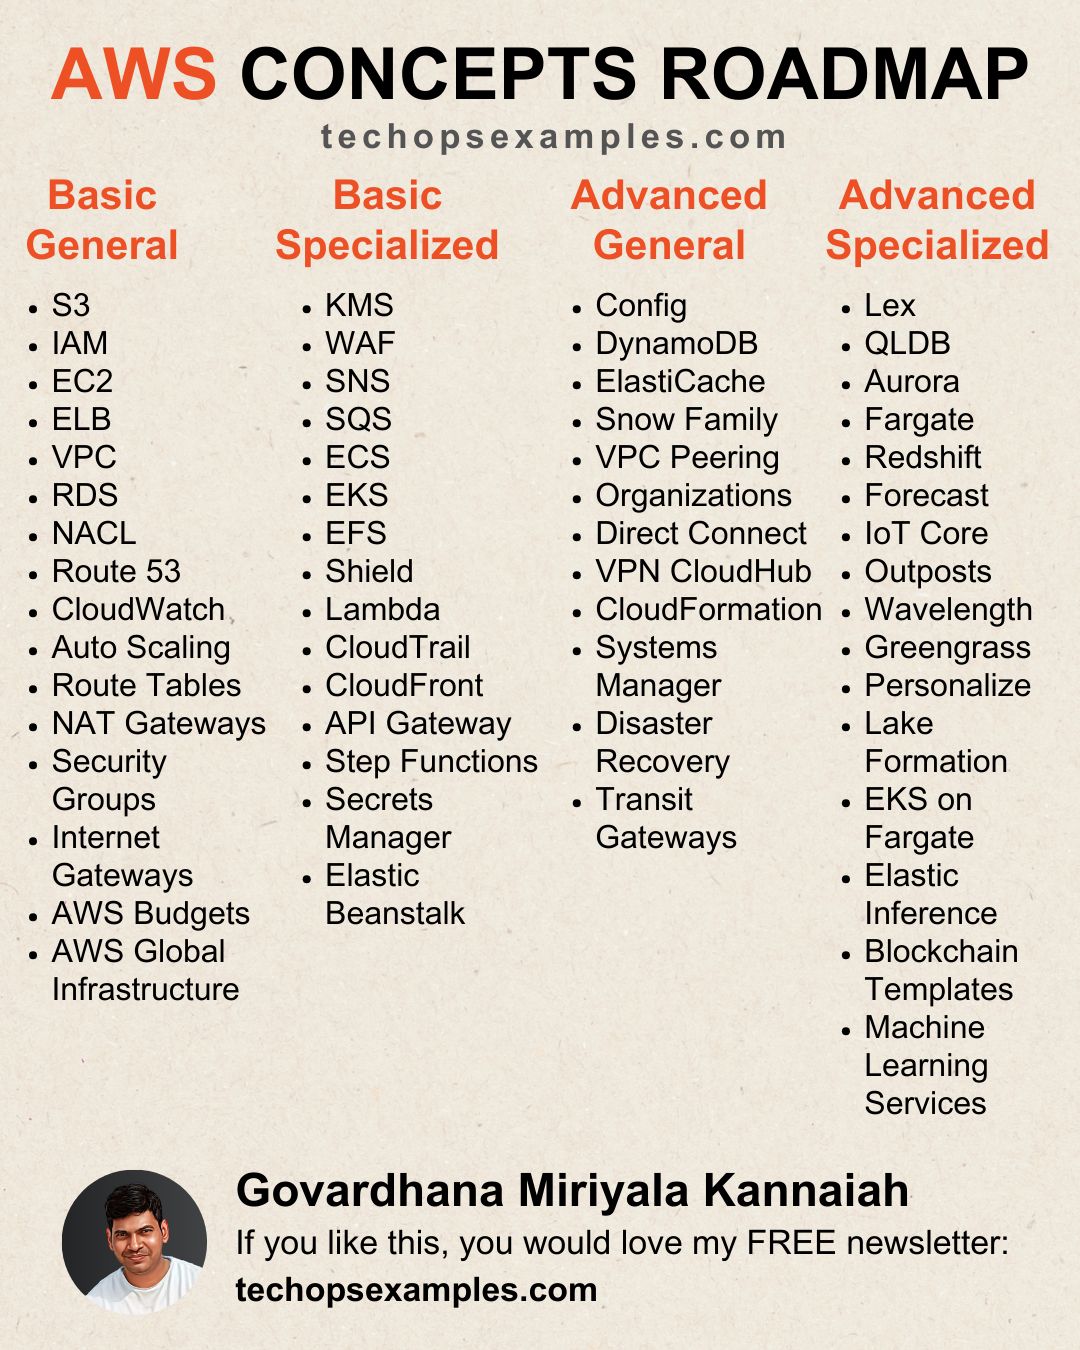 AWS CONCEPTS ROADMAP
techopsexamples.com
Basic
General
S3
IAM
EC2
ELB
VPC
RDS
NACL
Route 53
CloudWatch
Auto Scaling
Route Tables
NAT Gateways
Security
Groups
Internet
Gateways
AWS Budgets
AWS Global
Infrastructure
Basic
Specialized
KMS
WAF
SNS
SQS
ECS
EKS
EFS
Shield
Lambda
CloudTrail
CloudFront
API Gateway
Step Functions
Secrets
Manager
Elastic
Beanstalk
Advanced
General
Config
DynamoDB
ElastiCache
Snow Family
VPC Peering
Organizations
Direct Connect
VPN CloudHub
CloudFormation
Systems
Manager
Disaster
Recovery
Transit
Gateways
Advanced
Specialized
Lex
QLDB
Aurora
Fargate
Redshift
Forecast
IoT Core
Outposts
Wavelength
Greengrass
Personalize
Lake
Formation
EKS on
Fargate
Elastic
Inference
Blockchain
Templates
Machine
Learning
Services
Govardhana Miriyala Kannaiah
If you like this, you would love my FREE newsletter:
techopsexamples.com